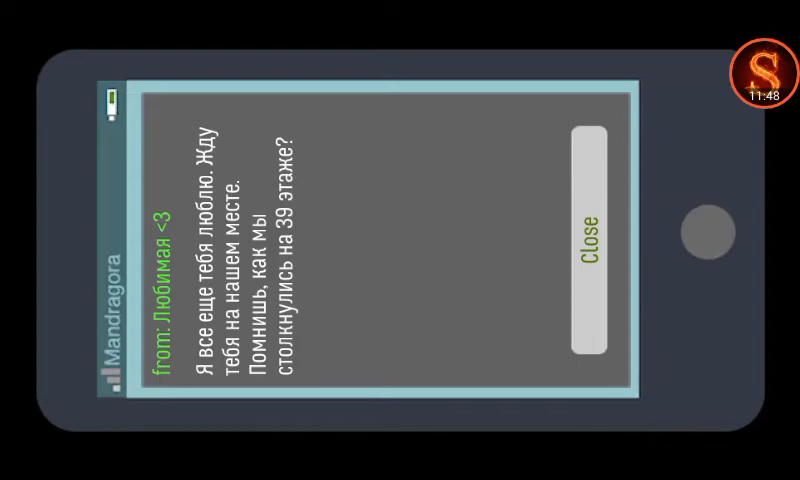 Mandragora
from: Любимая <3
Я все еще тебя люблю. Жду
тебя на нашем месте.
Помнишь, как мы
столкнулись на 39 этаже?
Close
S
11:48